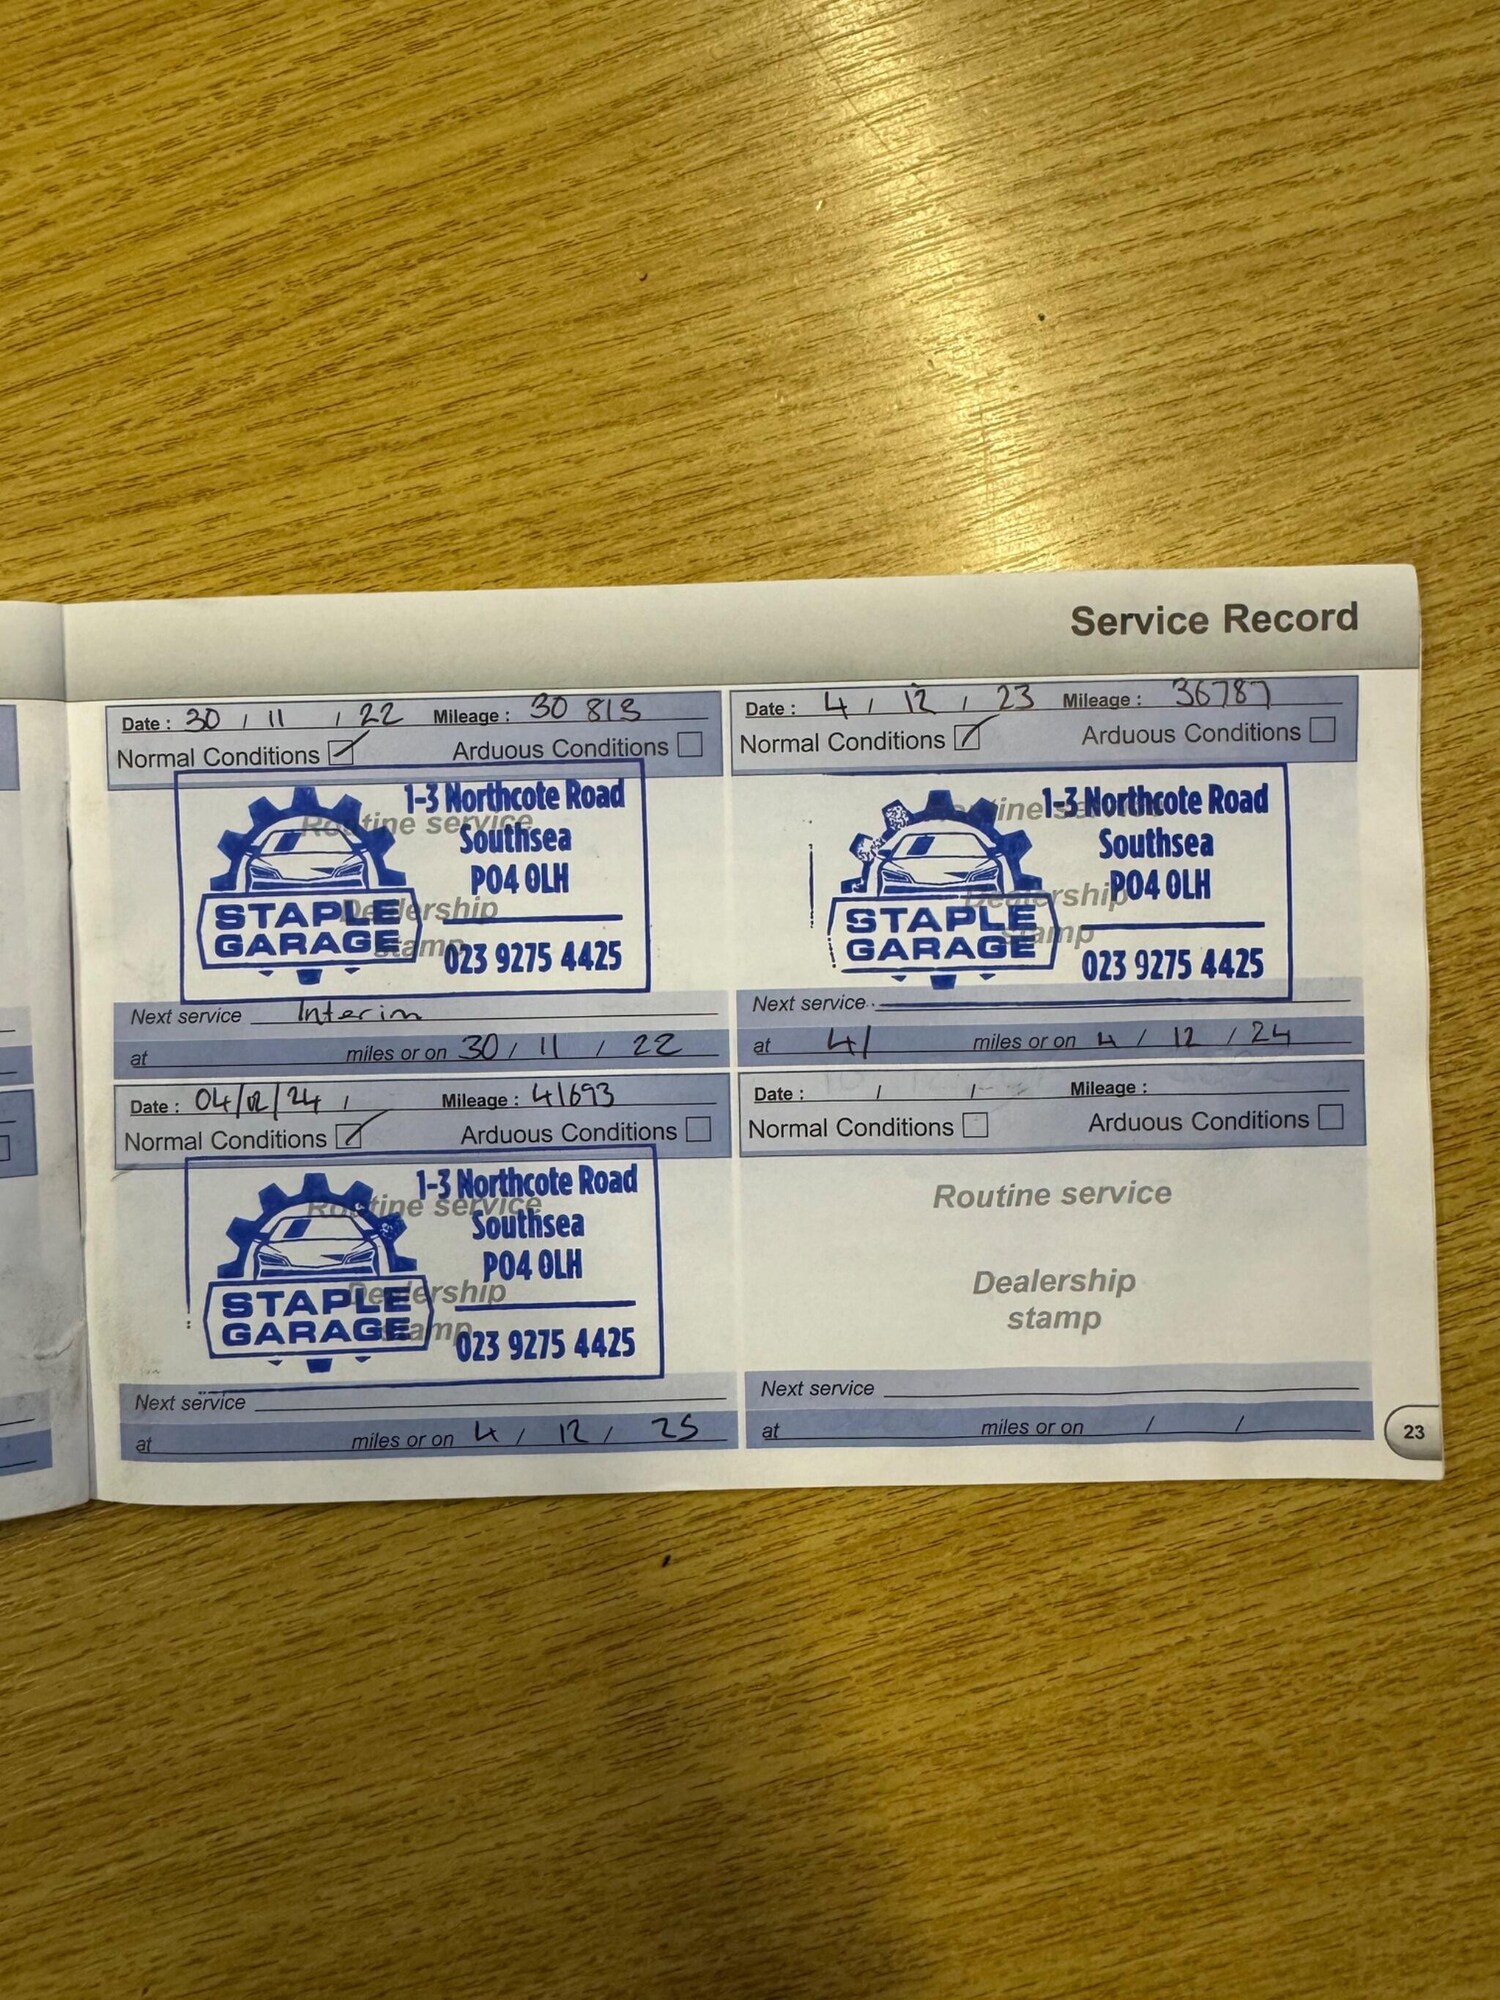 Service Record
Date : 30 / 11 / 22 Mileage : 30 813
Normal Conditions Arduous Conditions
Routine service
Dealership
stamp
1-3 Northcote Road
Southsea
PO4 0LH
STAPLE
GARAGE
023 9275 4425
Next service Interim
at miles or on 30 / 11 / 22
Date : 4 / 12 / 23 Mileage : 36787
Normal Conditions Arduous Conditions
Routine service
Dealership
stamp
1-3 Northcote Road
Southsea
PO4 0LH
STAPLE
GARAGE
023 9275 4425
Next service
at 4/ miles or on 4 / 12 / 24
Date : 04/12/24 / Mileage : 41693
Normal Conditions Arduous Conditions
Routine service
Dealership
stamp
1-3 Northcote Road
Southsea
PO4 0LH
STAPLE
GARAGE
023 9275 4425
Next service
at miles or on 4 / 12 / 25
Date : / / Mileage :
Normal Conditions Arduous Conditions
Routine service
Dealership
stamp
Next service
at miles or on / /
23